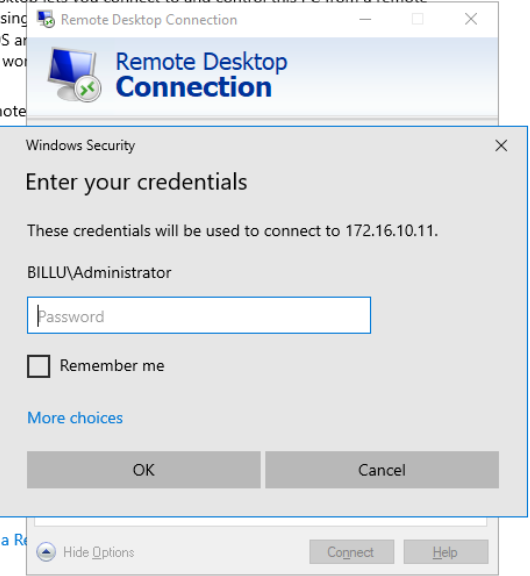 sktop lets you connect to and control this PC from a remote
sing
Remote Desktop Connection
OS ar
wor
Remote Desktop
Connection
note
Windows Security
Enter your credentials
These credentials will be used to connect to 172.16.10.11.
BILLU\Administrator
Password
Remember me
More choices
OK Cancel
a Re
Hide Options Connect Help